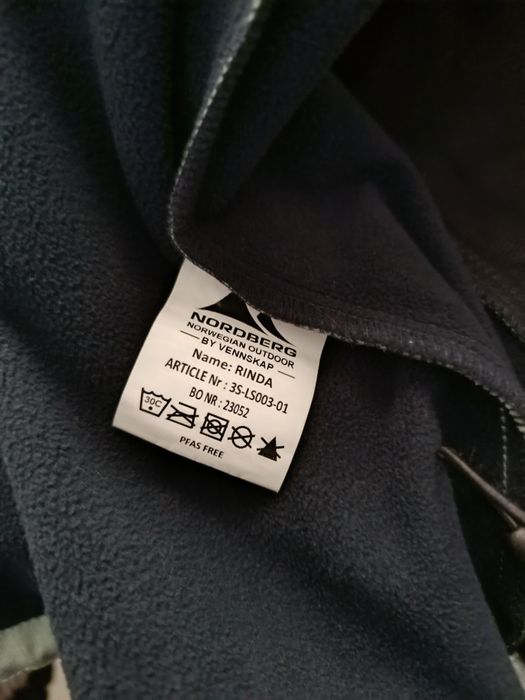 NORDBERG
NORWEGIAN OUTDOOR
BY VENNSKAP
Name: RINDA
ARTICLE Nr : 3S-LS003-01
BO NR : 23052
30C
PFAS FREE